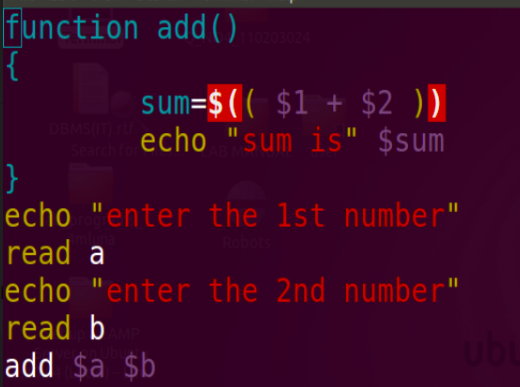 function add()
{
        sum=$(( $1 + $2 ))
        echo "sum is" $sum
}
echo "enter the 1st number"
read a
echo "enter the 2nd number"
read b
add $a $b